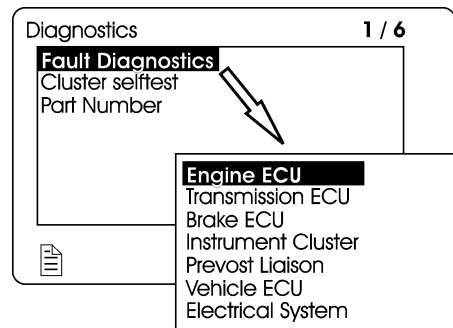 Diagnostics 1 / 6
Fault Diagnostics
Cluster selftest
Part Number
Engine ECU
Transmission ECU
Brake ECU
Instrument Cluster
Prevost Liaison
Vehicle ECU
Electrical System